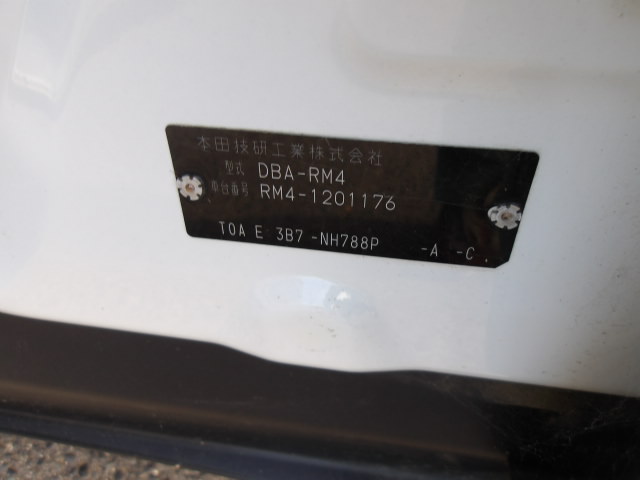 本田技研工業株式会社
型式 DBA-RM4
車台番号 RM4-1201176
TOA E 3B7 -NH788P -A -C.